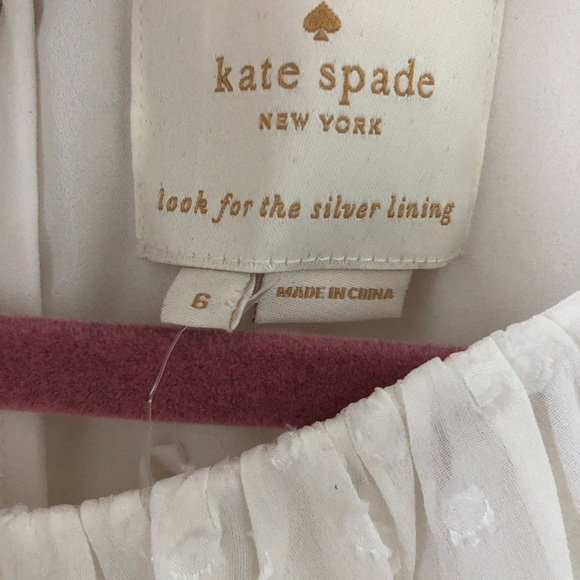 kate spade
NEW YORK
look for the silver lining
6
MADE IN CHINA